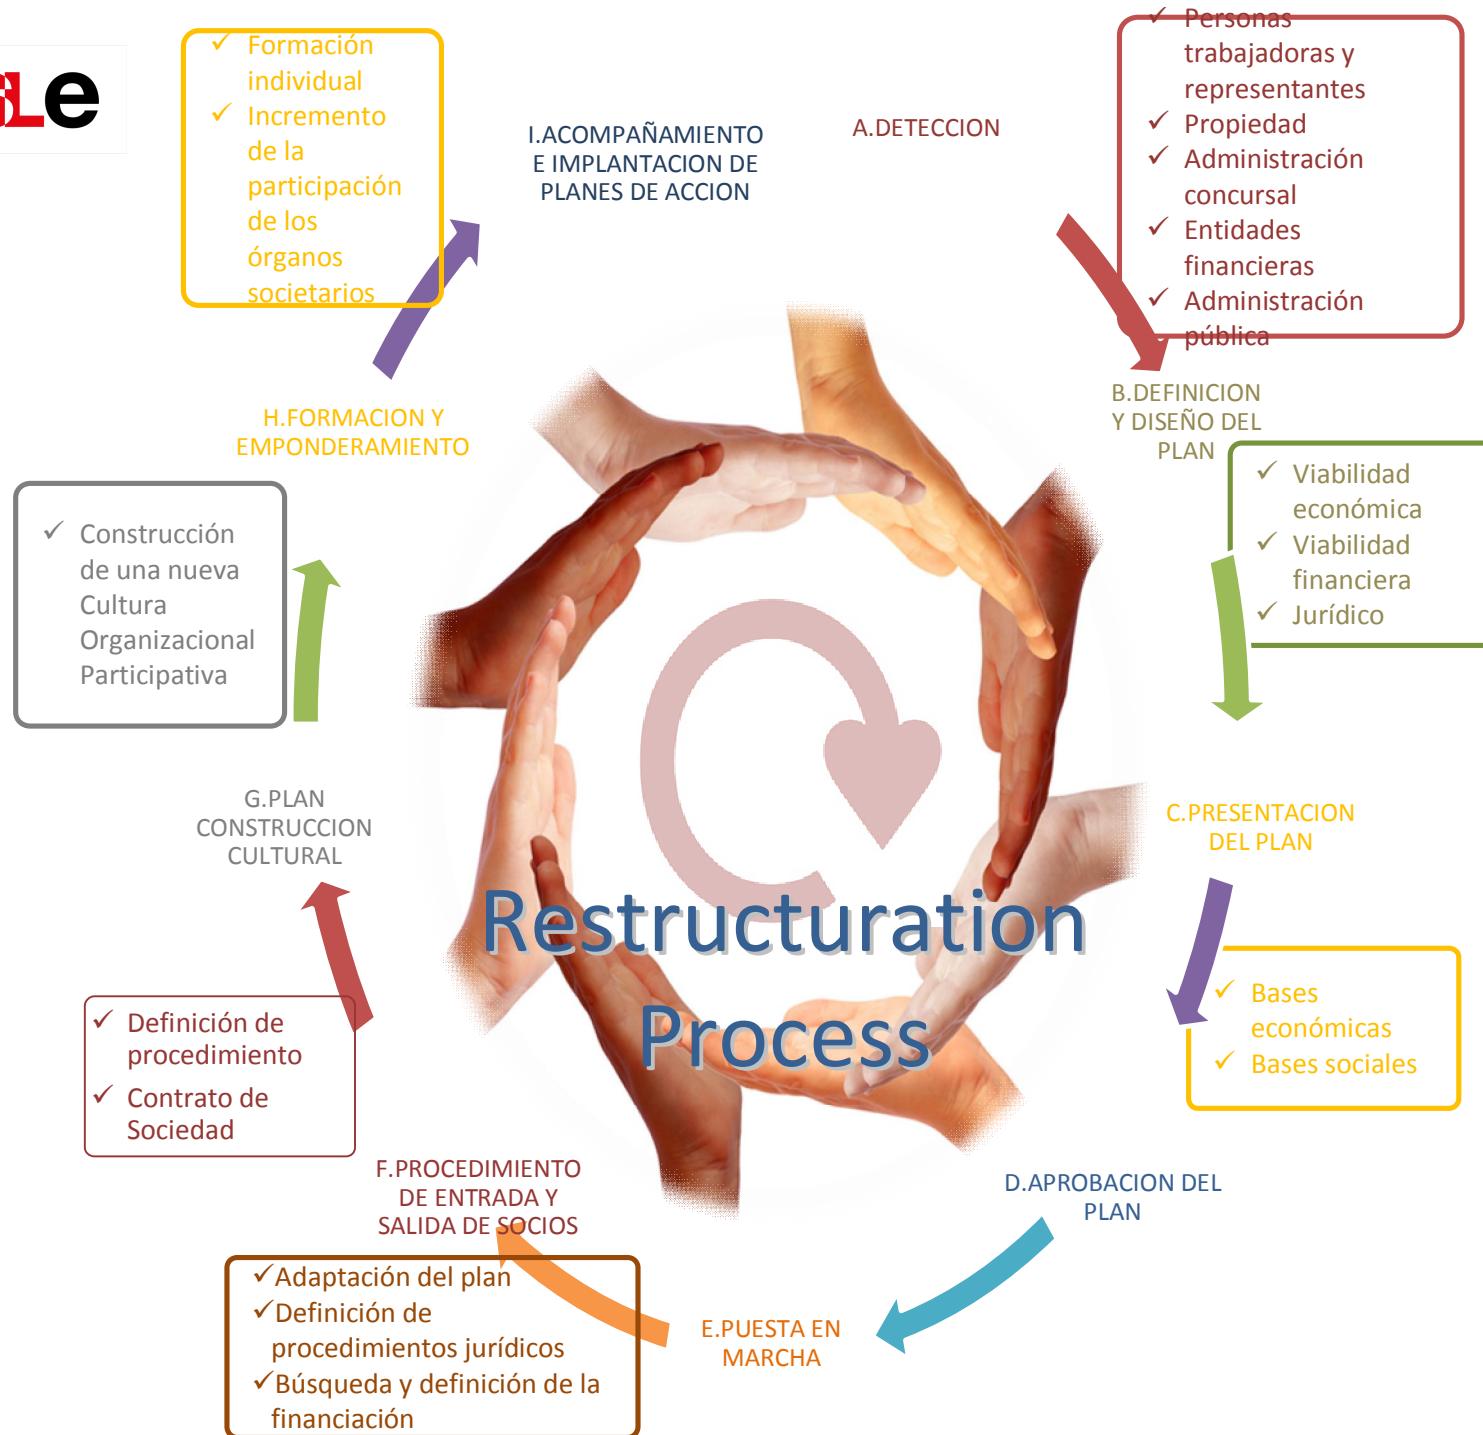 sLe
✓ Formación
individual
✓ Incremento
de la
participación
de los
órganos
societarios
I.ACOMPAÑAMIENTO
E IMPLANTACION DE
PLANES DE ACCION
A.DETECCION
✓ Personas
trabajadoras y
representantes
✓ Propiedad
✓ Administración
concursal
✓ Entidades
financieras
✓ Administración
pública
B.DEFINICION
Y DISEÑO DEL
PLAN
✓ Viabilidad
económica
✓ Viabilidad
financiera
✓ Jurídico
C.PRESENTACION
DEL PLAN
✓ Bases
económicas
✓ Bases sociales
D.APROBACION DEL
PLAN
E.PUESTA EN
MARCHA
✓Adaptación del plan
✓Definición de
procedimientos jurídicos
✓Búsqueda y definición de la
financiación
F.PROCEDIMIENTO
DE ENTRADA Y
SALIDA DE SOCIOS
✓ Definición de
procedimiento
✓ Contrato de
Sociedad
G.PLAN
CONSTRUCCION
CULTURAL
✓ Construcción
de una nueva
Cultura
Organizacional
Participativa
H.FORMACION Y
EMPONDERAMIENTO
Restructuration
Process